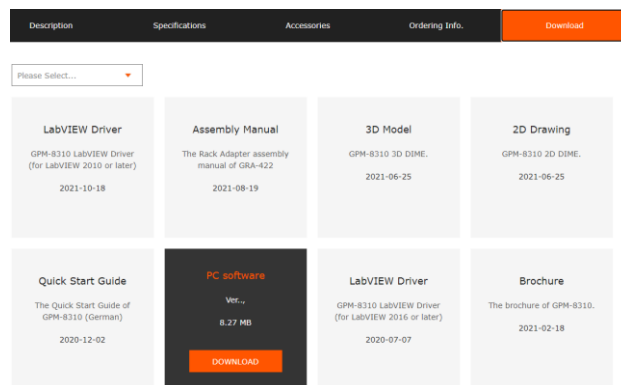 Description Specifications Accessories Ordering Info. Download
Please Select...
LabVIEW Driver
GPM-8310 LabVIEW Driver
(for LabVIEW 2010 or later)
2021-10-18
Assembly Manual
The Rack Adapter assembly
manual of GRA-422
2021-08-19
3D Model
GPM-8310 3D DIME.
2021-06-25
2D Drawing
GPM-8310 2D DIME.
2021-06-25
Quick Start Guide
The Quick Start Guide of
GPM-8310 (German)
2020-12-02
PC software
Ver..,
8.27 MB
DOWNLOAD
LabVIEW Driver
GPM-8310 LabVIEW Driver
(for LabVIEW 2016 or later)
2020-07-07
Brochure
The brochure of GPM-8310.
2021-02-18